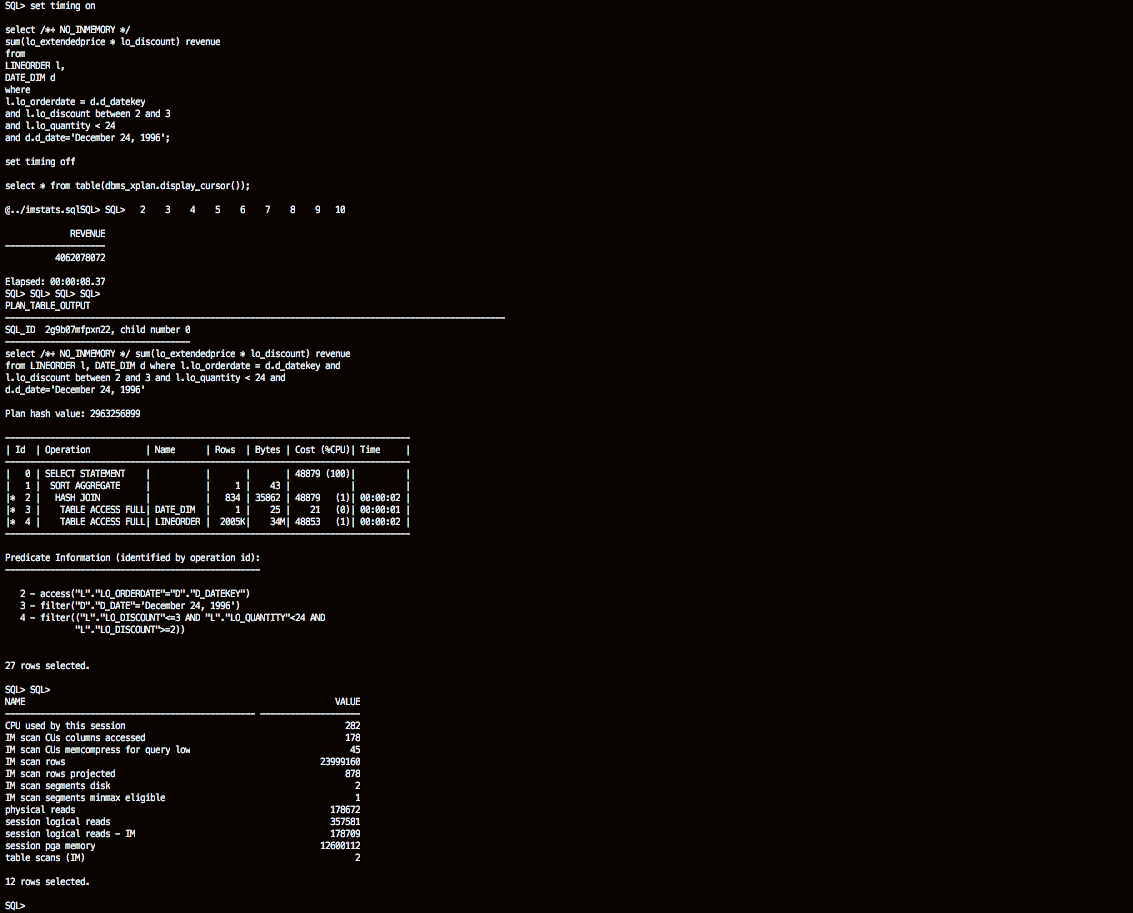 SQL> set timing on
select /*+ NO_INMEMORY */
sum(lo_extendedprice * lo_discount) revenue
from
LINEORDER l,
DATE_DIM d
where
l.lo_orderdate = d.d_datekey
and l.lo_discount between 2 and 3
and l.lo_quantity < 24
and d.d_date='December 24, 1996';
set timing off
select * from table(dbms_xplan.display_cursor());
@../imstats.sqlSQL> SQL>   2    3    4    5    6    7    8    9   10
REVENUE
--------------------
4062078072
Elapsed: 00:00:08.37
SQL> SQL> SQL> SQL>
PLAN_TABLE_OUTPUT
----------------------------------------------------------------------------------------------------
SQL_ID  2g9b07mfpxn22, child number 0
-------------------------------------
select /*+ NO_INMEMORY */ sum(lo_extendedprice * lo_discount) revenue
from LINEORDER l, DATE_DIM d where l.lo_orderdate = d.d_datekey and
l.lo_discount between 2 and 3 and l.lo_quantity < 24 and
d.d_date='December 24, 1996'
Plan hash value: 2963256899
---------------------------------------------------------------------------------
| Id  | Operation           | Name      | Rows  | Bytes | Cost (%CPU)| Time     |
---------------------------------------------------------------------------------
|   0 | SELECT STATEMENT    |           |       |       | 48879 (100)|          |
|   1 |  SORT AGGREGATE     |           |     1 |    43 |            |          |
|*  2 |   HASH JOIN         |           |   834 | 35862 | 48879   (1)| 00:00:02 |
|*  3 |    TABLE ACCESS FULL| DATE_DIM  |     1 |    25 |    21   (0)| 00:00:01 |
|*  4 |    TABLE ACCESS FULL| LINEORDER |  2005K|    34M| 48853   (1)| 00:00:02 |
---------------------------------------------------------------------------------
Predicate Information (identified by operation id):
---------------------------------------------------
2 - access("L"."LO_ORDERDATE"="D"."D_DATEKEY")
3 - filter("D"."D_DATE"='December 24, 1996')
4 - filter(("L"."LO_DISCOUNT"<=3 AND "L"."LO_QUANTITY"<24 AND
"L"."LO_DISCOUNT">=2))
27 rows selected.
SQL> SQL>
NAME                                                              VALUE
-------------------------------------------------- --------------------
CPU used by this session                                            282
IM scan CUs columns accessed                                        178
IM scan CUs memcompress for query low                                45
IM scan rows                                                   23999160
IM scan rows projected                                              878
IM scan segments disk                                                 2
IM scan segments minmax eligible                                      1
physical reads                                                   178672
session logical reads                                            357581
session logical reads - IM                                       178709
session pga memory                                             12600112
table scans (IM)                                                      2
12 rows selected.
SQL>